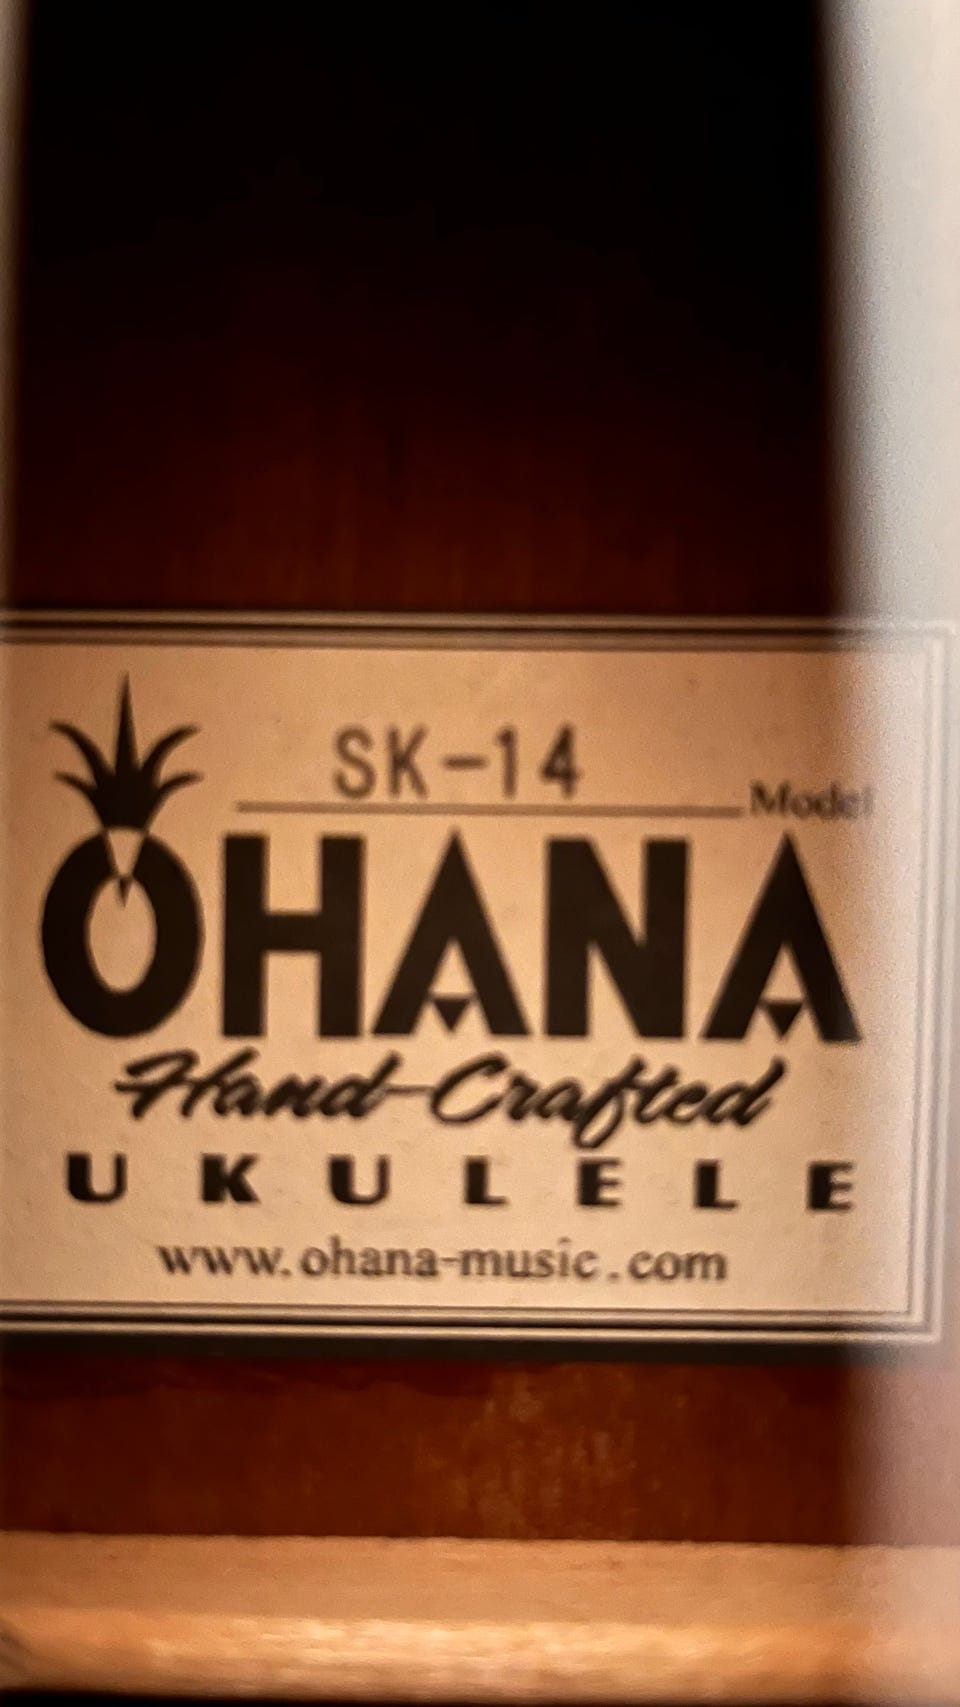 SK-14
Model
OHANA
Hand-Crafted
UKULELE
www.ohana-music.com